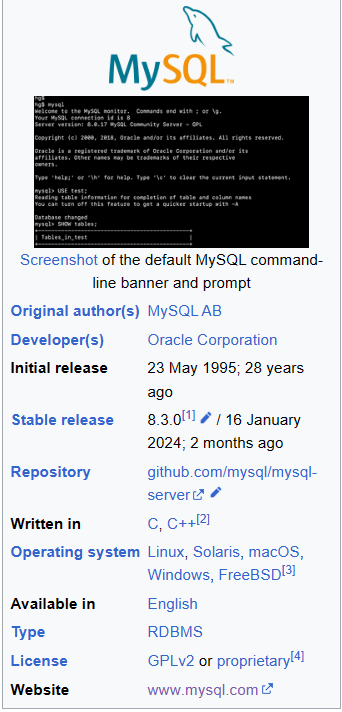 MySQL™
hg$
hg$ mysql
Welcome to the MySQL monitor.  Commands end with ; or \g.
Your MySQL connection id is 8
Server version: 8.0.17 MySQL Community Server - GPL
Copyright (c) 2000, 2018, Oracle and/or its affiliates. All rights reserved.
Oracle is a registered trademark of Oracle Corporation and/or its
affiliates. Other names may be trademarks of their respective
owners.
Type 'help;' or '\h' for help. Type '\c' to clear the current input statement.
mysql> USE test;
Reading table information for completion of table and column names
You can turn off this feature to get a quicker startup with -A
Database changed
mysql> SHOW tables;
+------------------------------------------+
| Tables_in_test |
+------------------------------------------+
Screenshot of the default MySQL command-
line banner and prompt
Original author(s) MySQL AB
Developer(s) Oracle Corporation
Initial release 23 May 1995; 28 years
ago
Stable release 8.3.0[1] / 16 January
2024; 2 months ago
Repository github.com/mysql/mysql-
server
Written in C, C++[2]
Operating system Linux, Solaris, macOS,
Windows, FreeBSD[3]
Available in English
Type RDBMS
License GPLv2 or proprietary[4]
Website www.mysql.com